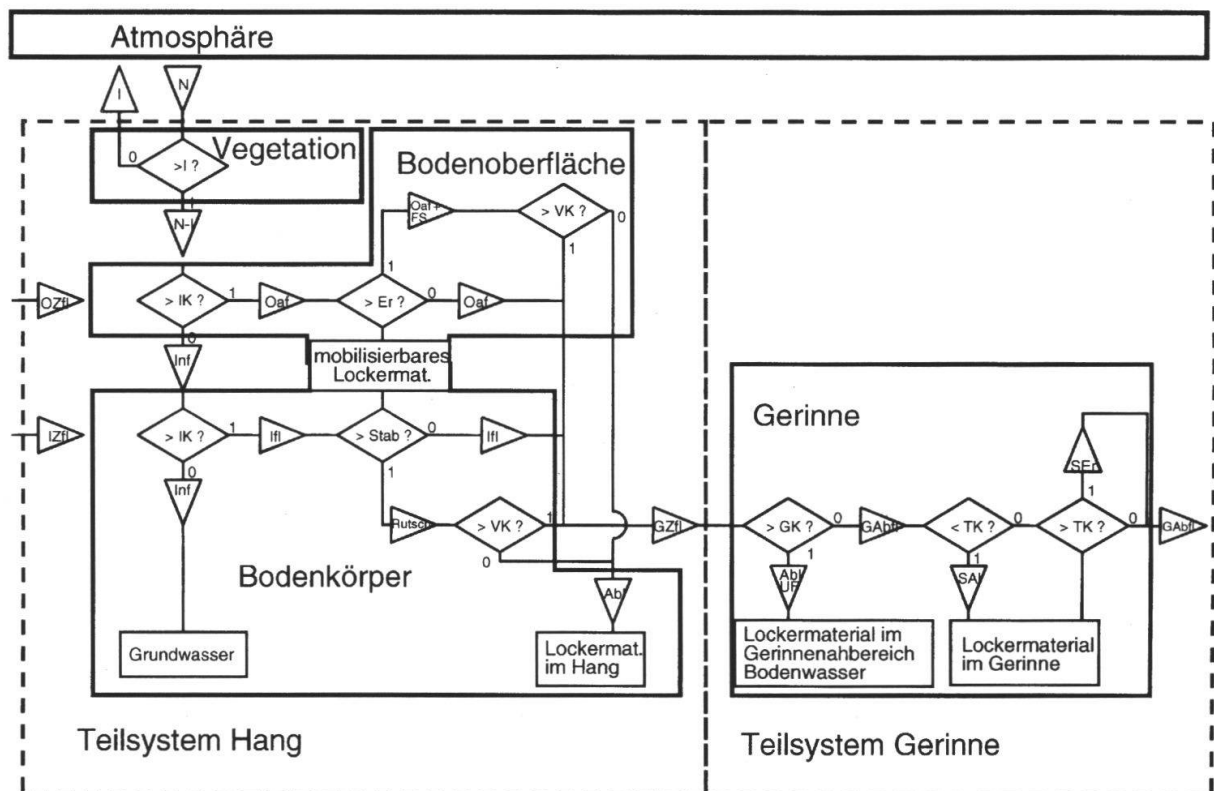 Atmosphäre
I
N
Vegetation
0
>I ?
1
N-I
Bodenoberfläche
Oaf +
FS
> VK ?
0
1
OZfl
> IK ?
1
Oaf
1
> Er ?
0
Oaf
0
Inf
mobilisierbares
Lockermat.
IZfl
> IK ?
1
Ifl
> Stab ?
0
Ifl
0
Inf
1
Rutsch
> VK ?
1
0
GZfl
Bodenkörper
Abl
Grundwasser
Lockermat.
im Hang
Teilsystem Hang
Gerinne
SEr
1
> GK ?
0
GAbfl
< TK ?
0
> TK ?
0
GAbfl
1
Abl
UF
1
SAbl
Lockermaterial im
Gerinnenahbereich
Bodenwasser
Lockermaterial
im Gerinne
Teilsystem Gerinne